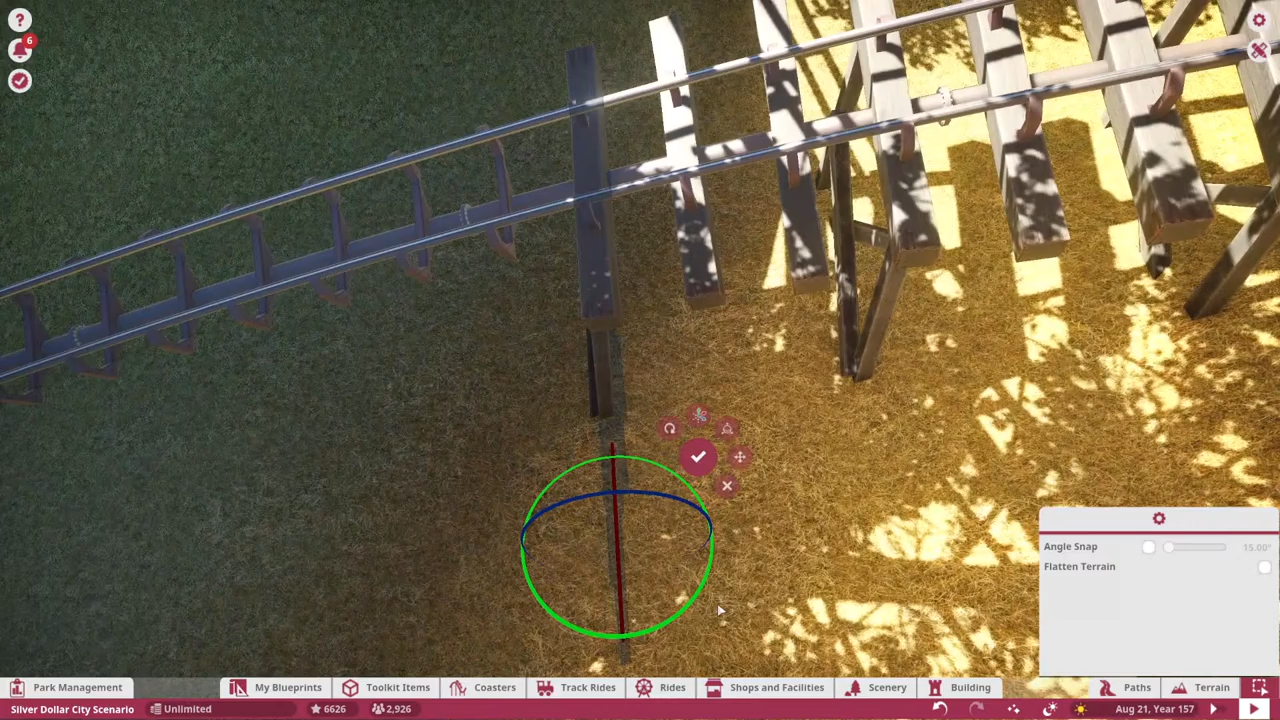 ?
6
Angle Snap
15.00°
Flatten Terrain
Park Management
My Blueprints
Toolkit Items
Coasters
Track Rides
Rides
Shops and Facilities
Scenery
Building
Paths
Terrain
Silver Dollar City Scenario
Unlimited
6626
2,926
Aug 21, Year 157